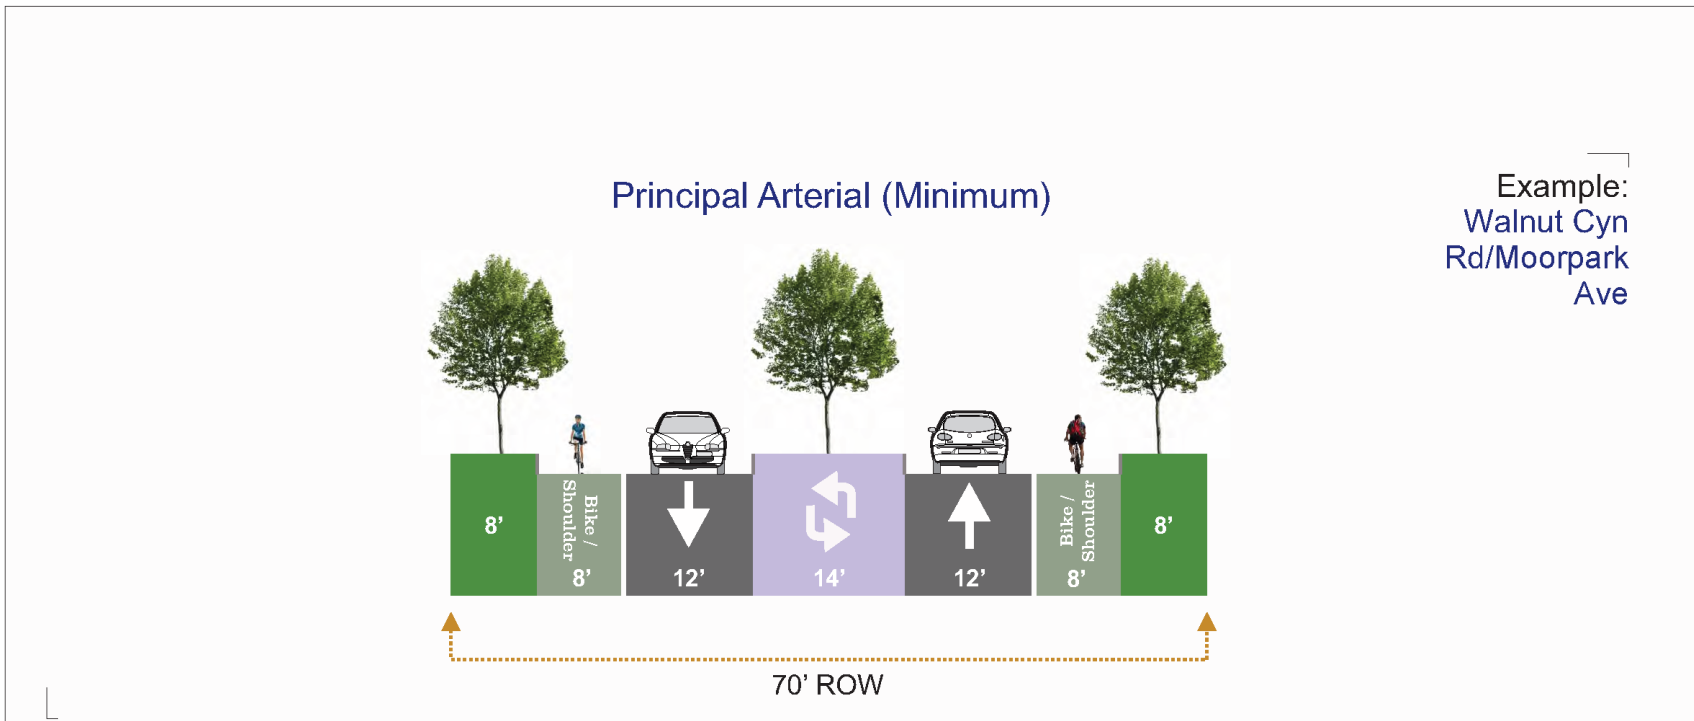 Principal Arterial (Minimum)
Example:
Walnut Cyn
Rd/Moorpark
Ave
8’
Bike /
Shoulder
8’
12’
14’
12’
Bike /
Shoulder
8’
8’
70’ ROW